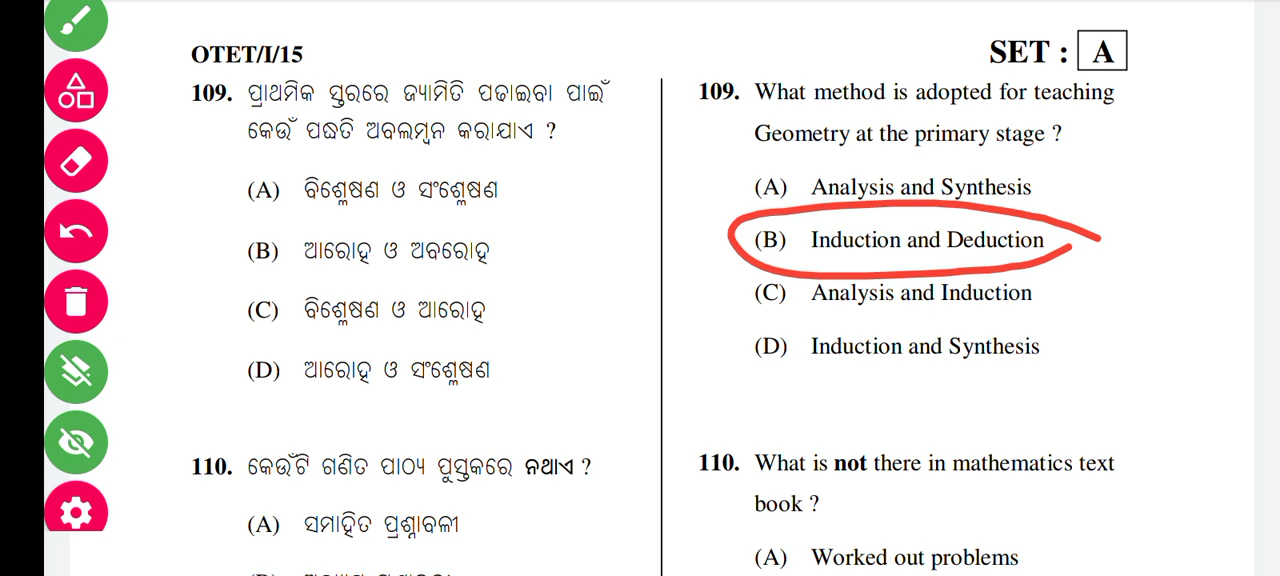 OTET/I/15
SET : A
109. ପ୍ରାଥମିକ ସ୍ତରରେ ଜ୍ୟାମିତି ପଢାଇବା ପାଇଁ
କେଉଁ ପଦ୍ଧତି ଅବଲମ୍ବନ କରାଯାଏ ?
(A) ବିଶ୍ଳେଷଣ ଓ ସଂଶ୍ଳେଷଣ
(B) ଆରୋହ ଓ ଅବରୋହ
(C) ବିଶ୍ଳେଷଣ ଓ ଆରୋହ
(D) ଆରୋହ ଓ ସଂଶ୍ଳେଷଣ
110. କେଉଁଟି ଗଣିତ ପାଠ୍ୟ ପୁସ୍ତକରେ ନଥାଏ ?
(A) ସମାହିତ ପ୍ରଶ୍ନାବଳୀ
109. What method is adopted for teaching
Geometry at the primary stage ?
(A) Analysis and Synthesis
(B) Induction and Deduction
(C) Analysis and Induction
(D) Induction and Synthesis
110. What is not there in mathematics text
book ?
(A) Worked out problems